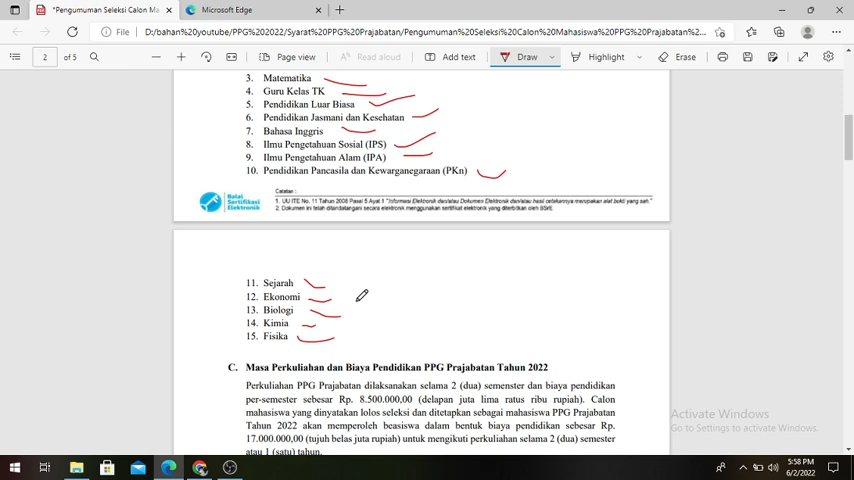 *Pengumuman Seleksi Calon Ma
Microsoft Edge
File
D:/bahan%20youtube/PPG%202022/Syarat%20PPG%20Prajabatan/Pengumuman%20Seleksi%20Calon%20Mahasiswa%20PPG%20Prajabatan%20...
2 of 5
Page view
Read aloud
Add text
Draw
Highlight
Erase
3. Matematika
4. Guru Kelas TK
5. Pendidikan Luar Biasa
6. Pendidikan Jasmani dan Kesehatan
7. Bahasa Inggris
8. Ilmu Pengetahuan Sosial (IPS)
9. Ilmu Pengetahuan Alam (IPA)
10. Pendidikan Pancasila dan Kewarganegaraan (PKn)
Balai
Sertifikasi
Elektronik
Catatan :
1. UU ITE No. 11 Tahun 2008 Pasal 5 Ayat 1 "Informasi Elektronik dan/atau Dokumen Elektronik dan/atau hasil cetakannya merupakan alat bukti yang sah."
2. Dokumen ini telah ditandatangani secara elektronik menggunakan sertifikat elektronik yang diterbitkan oleh BSrE.
11. Sejarah
12. Ekonomi
13. Biologi
14. Kimia
15. Fisika
C. Masa Perkuliahan dan Biaya Pendidikan PPG Prajabatan Tahun 2022
Perkuliahan PPG Prajabatan dilaksanakan selama 2 (dua) semenster dan biaya pendidikan
per-semester sebesar Rp. 8.500.000,00 (delapan juta lima ratus ribu rupiah). Calon
mahasiswa yang dinyatakan lolos seleksi dan ditetapkan sebagai mahasiswa PPG Prajabatan
Tahun 2022 akan memperoleh beasiswa dalam bentuk biaya pendidikan sebesar Rp.
17.000.000,00 (tujuh belas juta rupiah) untuk mengikuti perkuliahan selama 2 (dua) semester
atau 1 (satu) tahun.
Activate Windows
Go to Settings to activate Windows.
5:58 PM
6/2/2022